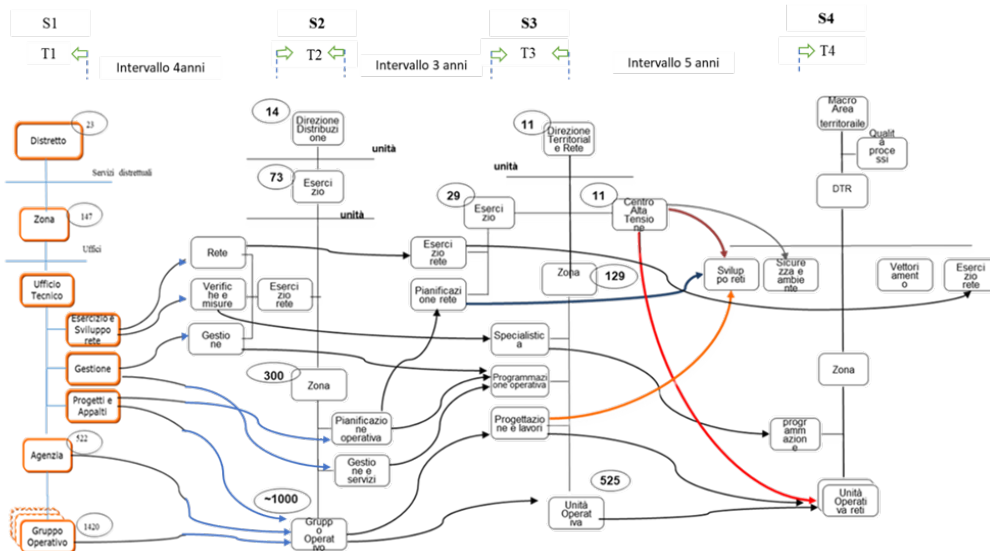 S1
S2
S3
S4
T1
T2
T3
T4
Intervallo 4anni
Intervallo 3 anni
Intervallo 5 anni
23
Distretto
Servizi distrettuali
147
Zona
Uffici
Ufficio
Tecnico
Esercizio e
Sviluppo
rete
Gestione
Progetti e
Appalti
522
Agenzia
1420
Gruppo
Operativo
Rete
Verific
he e
misure
Gestio
ne
Eserci
zio
rete
14
Direzione
Distribuzi
one
unità
73
Eserci
zio
unità
300
Zona
Pianificazio
ne
operativa
Gestio
ne e
servizi
~1000
Grupp
o Operat
ivo
29
Eserci
zio
Eserci
zio
rete
Pianificazi
one rete
11
Direzione
Territorial
e Rete
unità
11
Centro
Alta
Tensio
ne
Zona
129
Specialistic
a
Programmazi
one operativa
Progettazio
ne e lavori
525
Unità
Operat
iva
Macro
Area
territoraile
Qualit
à
proce
ssi
DTR
Svilup
po reti
Sicure
zza e
ambie
nte
Vettori
ament
o
Eserci
zio
rete
Zona
progr
amm
azion
e
Unità
Operati
va reti